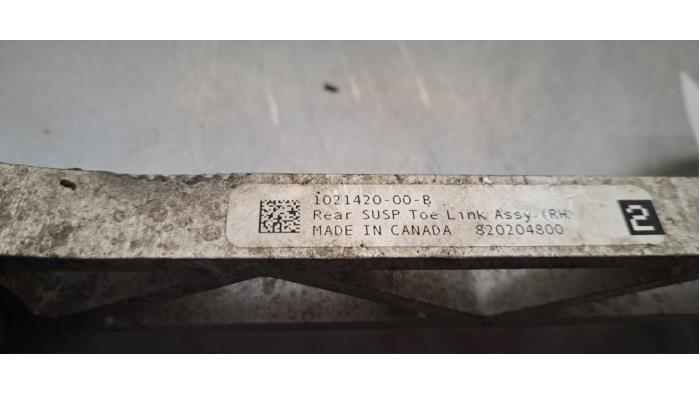 1021420-00-B
Rear SUSP Toe Link Assy (RH
MADE IN CANADA 820204800
2